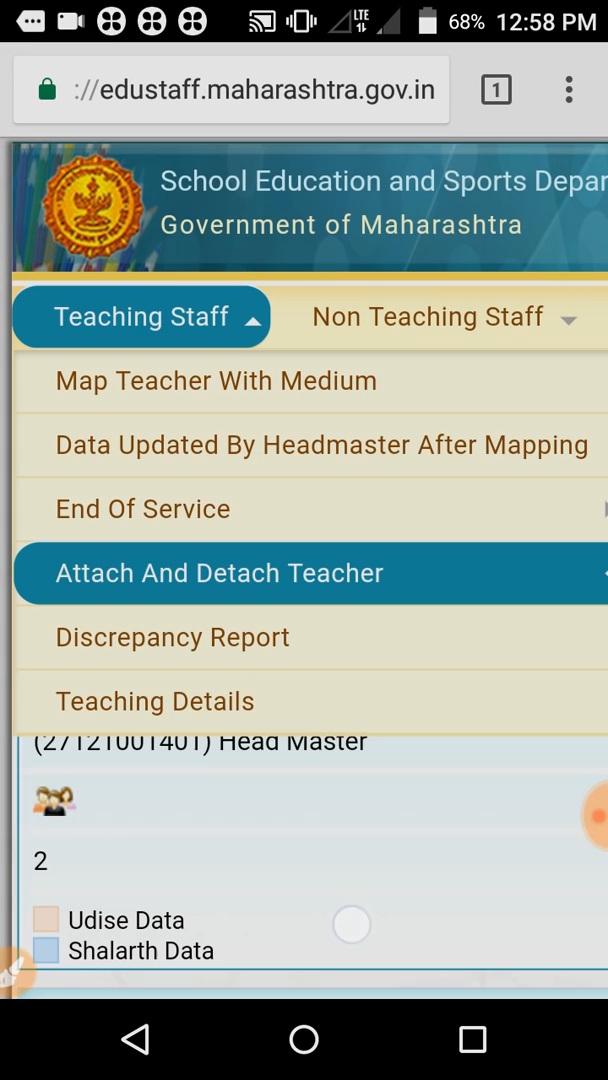 LTE 68% 12:58 PM
://edustaff.maharashtra.gov.in 1
School Education and Sports Depar
Government of Maharashtra
Teaching Staff Non Teaching Staff
Map Teacher With Medium
Data Updated By Headmaster After Mapping
End Of Service
Attach And Detach Teacher
Discrepancy Report
Teaching Details
(27121001401) Head Master
2
Udise Data
Shalarth Data